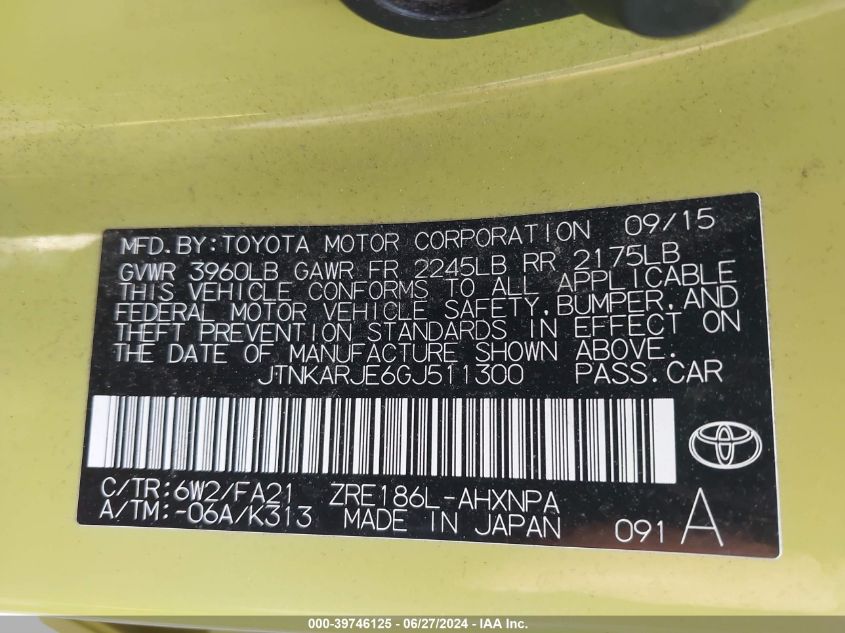 MFD.BY:TOYOTA MOTOR CORPORATION 09/15
GVWR 3960LB GAWR FR 2245LB RR 2175LB
THIS VEHICLE CONFORMS TO ALL APPLICABLE
FEDERAL MOTOR VEHICLE SAFETY,BUMPER,AND
THEFT PREVENTION STANDARDS IN EFFECT ON
THE DATE OF MANUFACTURE SHOWN ABOVE.
JTNKARJE6GJ511300 PASS.CAR
C/TR:6W2/FA21 ZRE186L-AHXNPA
A/TM:-06A/K313 MADE IN JAPAN 091 A
000-39746125 - 06/27/2024 - IAA Inc.